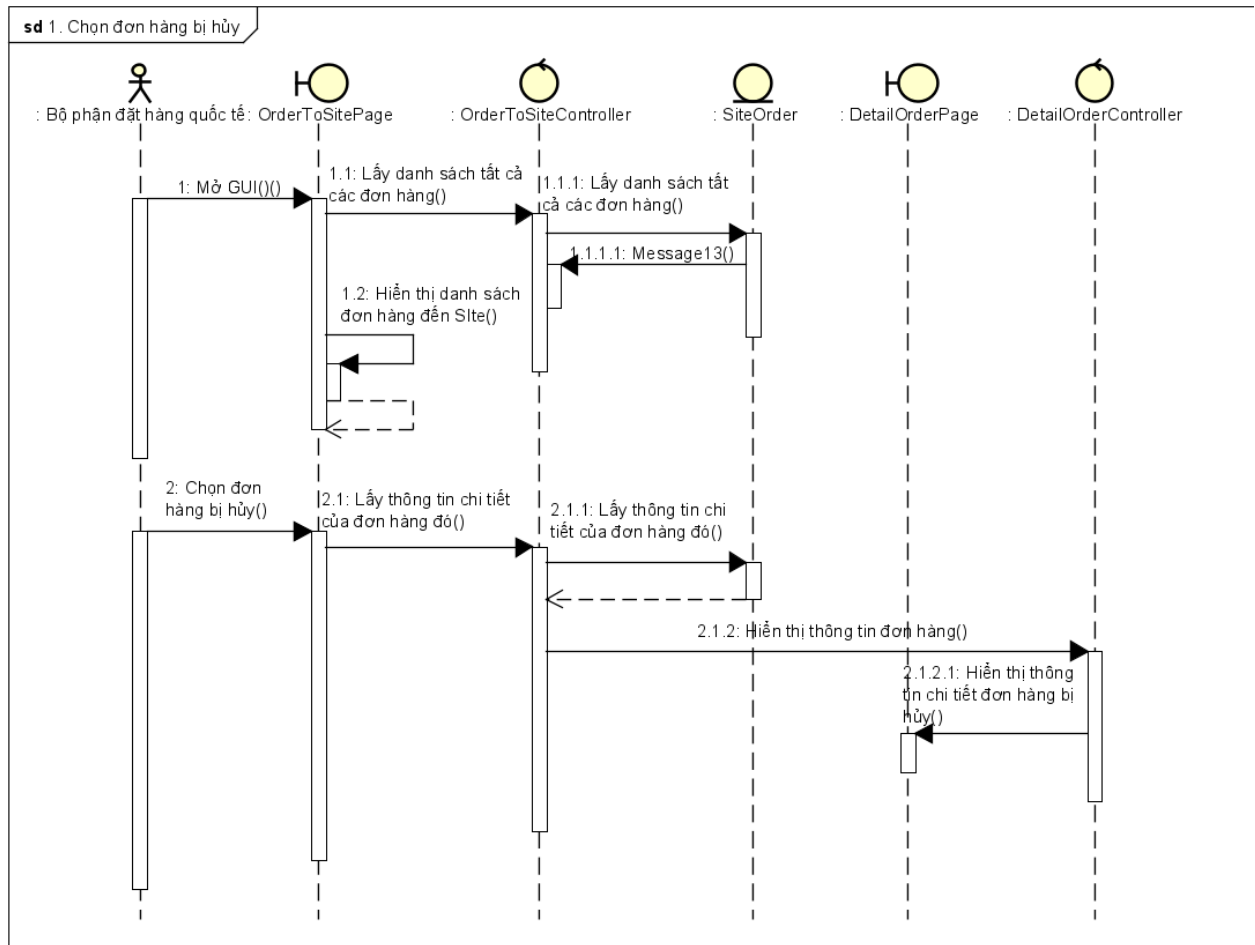 sd 1. Chọn đơn hàng bị hủy
: Bộ phận đặt hàng quốc tế
: OrderToSitePage
: OrderToSiteController
: SiteOrder
: DetailOrderPage
: DetailOrderController
1: Mở GUI()()
1.1: Lấy danh sách tất cả
các đơn hàng()
1.1.1: Lấy danh sách tất
cả các đơn hàng()
1.1.1.1: Message13()
1.2: Hiển thị danh sách
đơn hàng đến SIte()
2: Chọn đơn
hàng bị hủy()
2.1: Lấy thông tin chi tiết
của đơn hàng đó()
2.1.1: Lấy thông tin chi
tiết của đơn hàng đó()
2.1.2: Hiển thị thông tin đơn hàng()
2.1.2.1: Hiển thị thông
tin chi tiết đơn hàng bị
hủy()